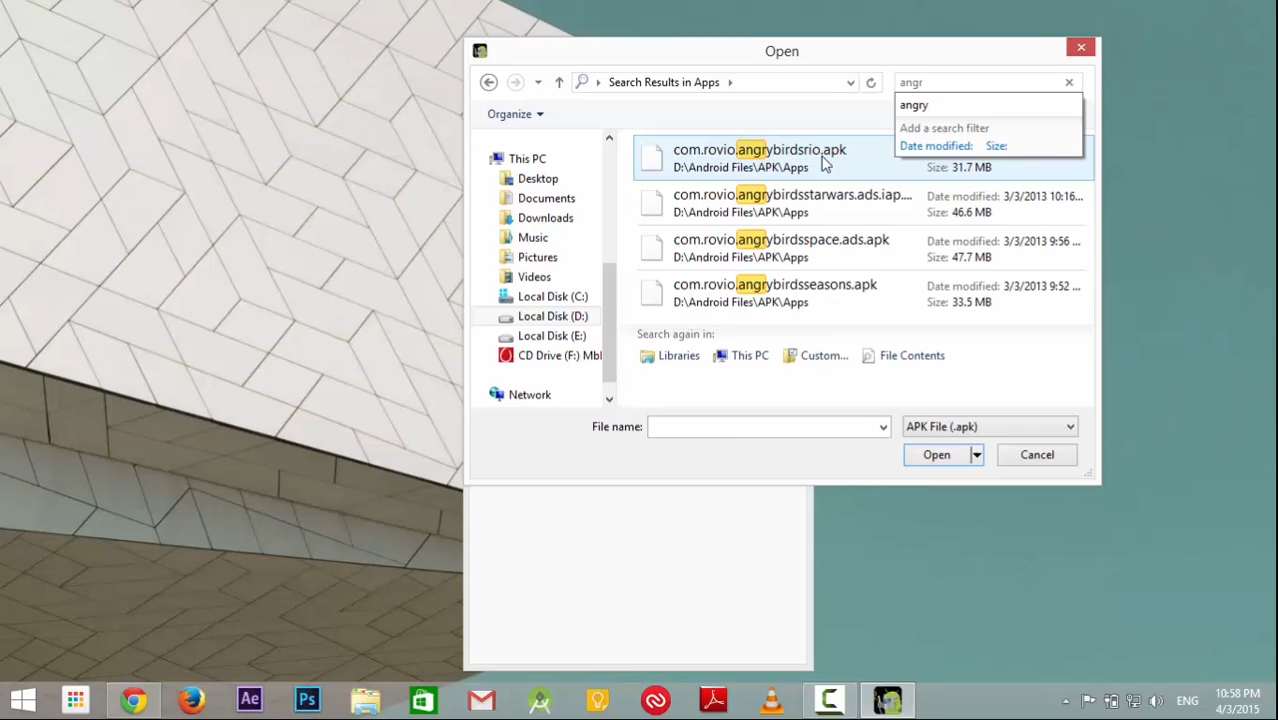 Open
Search Results in Apps
angr
angry
Add a search filter
Date modified: Size:
Organize
This PC
Desktop
Documents
Downloads
Music
Pictures
Videos
Local Disk (C:)
Local Disk (D:)
Local Disk (E:)
CD Drive (F:) Mbl
Network
com.rovio.angrybirdsrio.apk
D:\Android Files\APK\Apps
Size: 31.7 MB
com.rovio.angrybirdsstarwars.ads.iap....
Date modified: 3/3/2013 10:16...
D:\Android Files\APK\Apps
Size: 46.6 MB
com.rovio.angrybirdsspace.ads.apk
Date modified: 3/3/2013 9:56 ...
D:\Android Files\APK\Apps
Size: 47.7 MB
com.rovio.angrybirdsseasons.apk
Date modified: 3/3/2013 9:52 ...
D:\Android Files\APK\Apps
Size: 33.5 MB
Search again in:
Libraries
This PC
Custom...
File Contents
File name:
APK File (.apk)
Open
Cancel
Ae
Ps
ENG
10:58 PM
4/3/2015